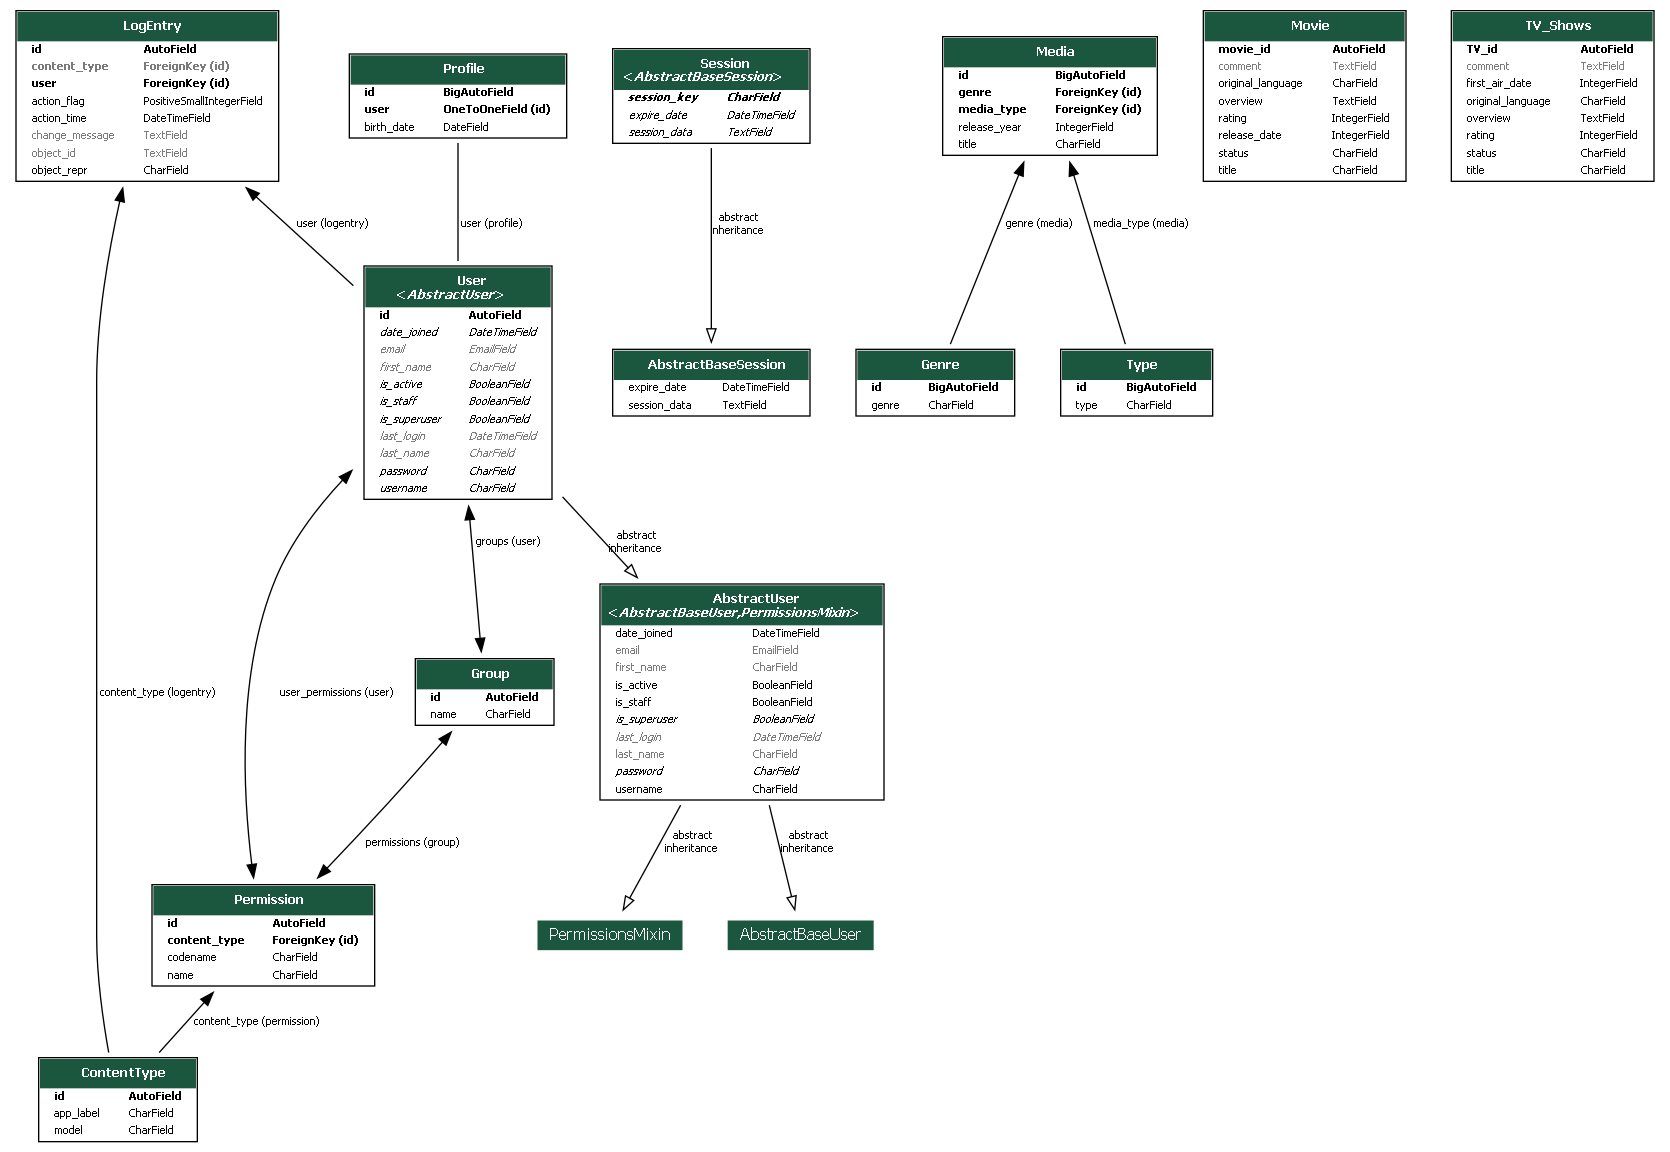 LogEntry
id AutoField
content_type ForeignKey (id)
user ForeignKey (id)
action_flag PositiveSmallIntegerField
action_time DateTimeField
change_message TextField
object_id TextField
object_repr CharField
Profile
id BigAutoField
user OneToOneField (id)
birth_date DateField
Session
<AbstractBaseSession>
session_key CharField
expire_date DateTimeField
session_data TextField
Media
id BigAutoField
genre ForeignKey (id)
media_type ForeignKey (id)
release_year IntegerField
title CharField
Movie
movie_id AutoField
comment TextField
original_language CharField
overview TextField
rating IntegerField
release_date IntegerField
status CharField
title CharField
TV_Shows
TV_id AutoField
comment TextField
first_air_date IntegerField
original_language CharField
overview TextField
rating IntegerField
status CharField
title CharField
user (logentry)
user (profile)
abstract
inheritance
genre (media)
media_type (media)
User
<AbstractUser>
id AutoField
date_joined DateTimeField
email EmailField
first_name CharField
is_active BooleanField
is_staff BooleanField
is_superuser BooleanField
last_login DateTimeField
last_name CharField
password CharField
username CharField
AbstractBaseSession
expire_date DateTimeField
session_data TextField
Genre
id BigAutoField
genre CharField
Type
id BigAutoField
type CharField
groups (user)
abstract
inheritance
AbstractUser
<AbstractBaseUser,PermissionsMixin>
date_joined DateTimeField
email EmailField
first_name CharField
is_active BooleanField
is_staff BooleanField
is_superuser BooleanField
last_login DateTimeField
last_name CharField
password CharField
username CharField
Group
id AutoField
name CharField
content_type (logentry)
user_permissions (user)
permissions (group)
abstract
inheritance
abstract
inheritance
Permission
id AutoField
content_type ForeignKey (id)
codename CharField
name CharField
PermissionsMixin
AbstractBaseUser
content_type (permission)
ContentType
id AutoField
app_label CharField
model CharField